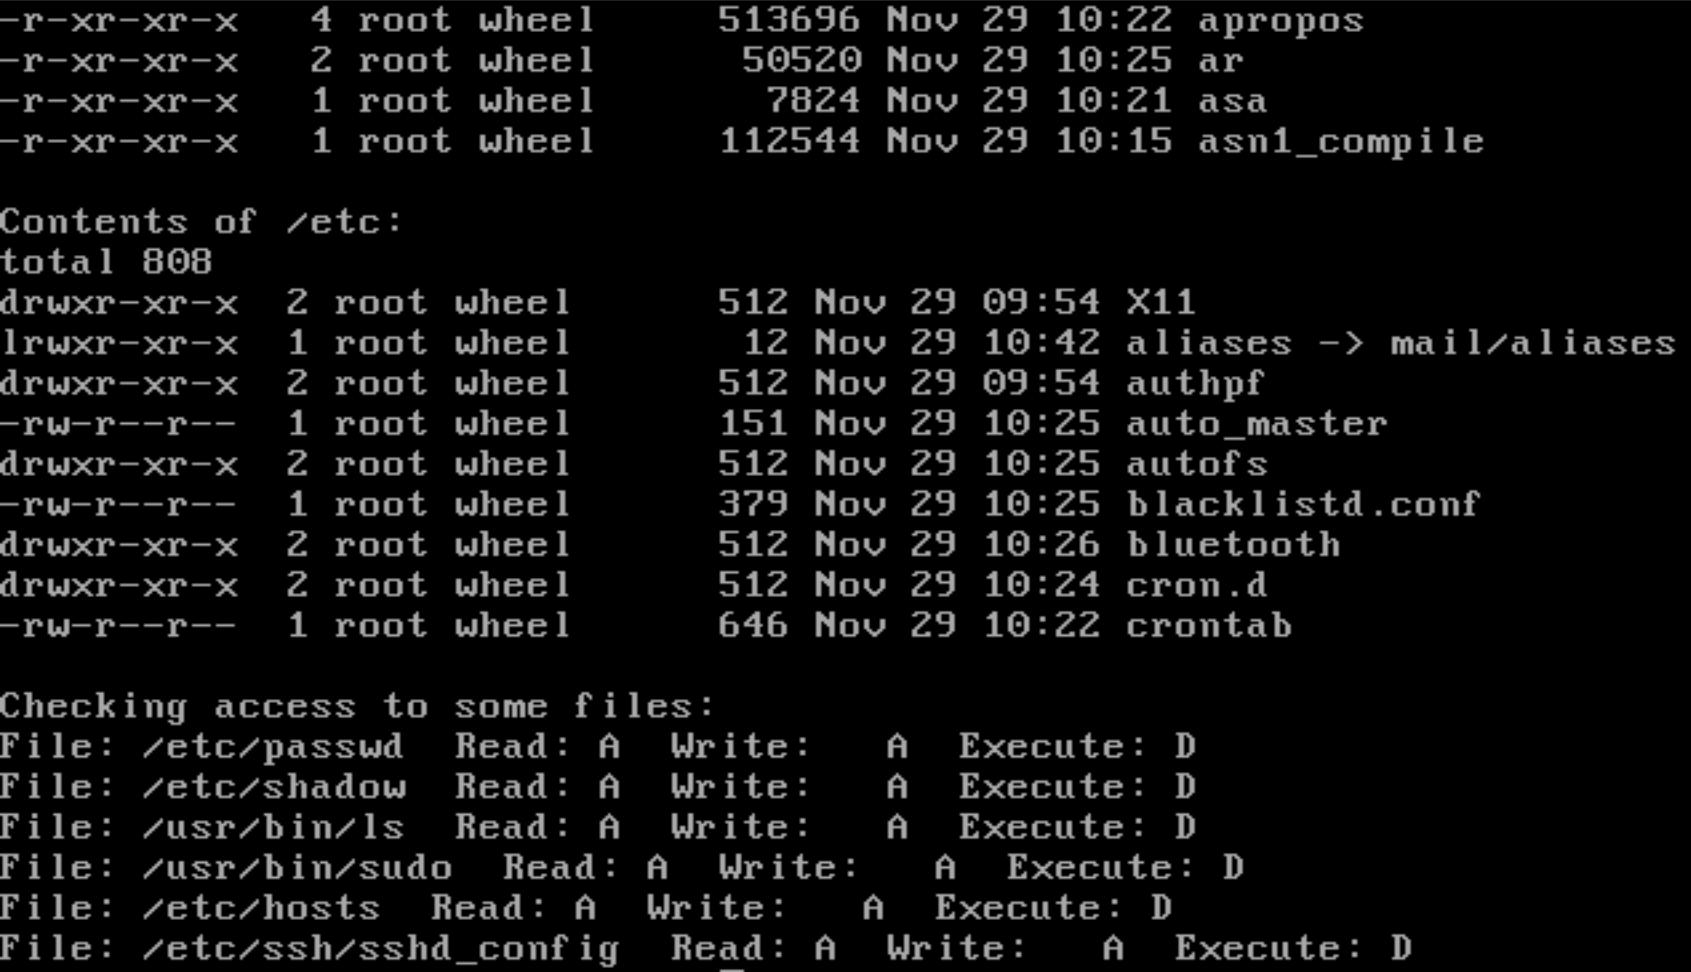 -r-xr-xr-x   4 root wheel     513696 Nov 29 10:22 apropos
-r-xr-xr-x   2 root wheel      50520 Nov 29 10:25 ar
-r-xr-xr-x   1 root wheel       7824 Nov 29 10:21 asa
-r-xr-xr-x   1 root wheel     112544 Nov 29 10:15 asn1_compile
Contents of /etc:
total 808
drwxr-xr-x  2 root wheel      512 Nov 29 09:54 X11
lrwxr-xr-x  1 root wheel       12 Nov 29 10:42 aliases -> mail/aliases
drwxr-xr-x  2 root wheel      512 Nov 29 09:54 authpf
-rw-r--r--  1 root wheel      151 Nov 29 10:25 auto_master
drwxr-xr-x  2 root wheel      512 Nov 29 10:25 autofs
-rw-r--r--  1 root wheel      379 Nov 29 10:25 blacklistd.conf
drwxr-xr-x  2 root wheel      512 Nov 29 10:26 bluetooth
drwxr-xr-x  2 root wheel      512 Nov 29 10:24 cron.d
-rw-r--r--  1 root wheel      646 Nov 29 10:22 crontab
Checking access to some files:
File: /etc/passwd  Read: A  Write:   A  Execute: D
File: /etc/shadow  Read: A  Write:   A  Execute: D
File: /usr/bin/ls  Read: A  Write:   A  Execute: D
File: /usr/bin/sudo  Read: A  Write:   A  Execute: D
File: /etc/hosts  Read: A  Write:   A  Execute: D
File: /etc/ssh/sshd_config  Read: A  Write:   A  Execute: D